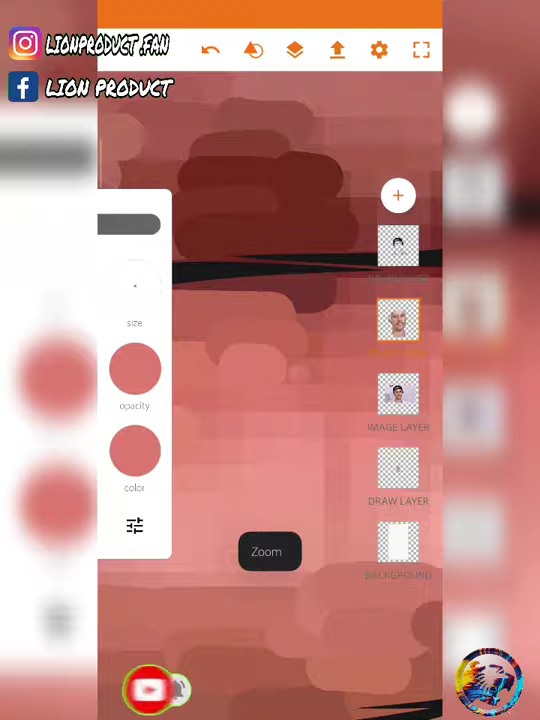 LIONPRODUCT.FAN
LION PRODUCT
size
opacity
IMAGE LAYER
color
DRAW LAYER
Zoom
BACKGROUND